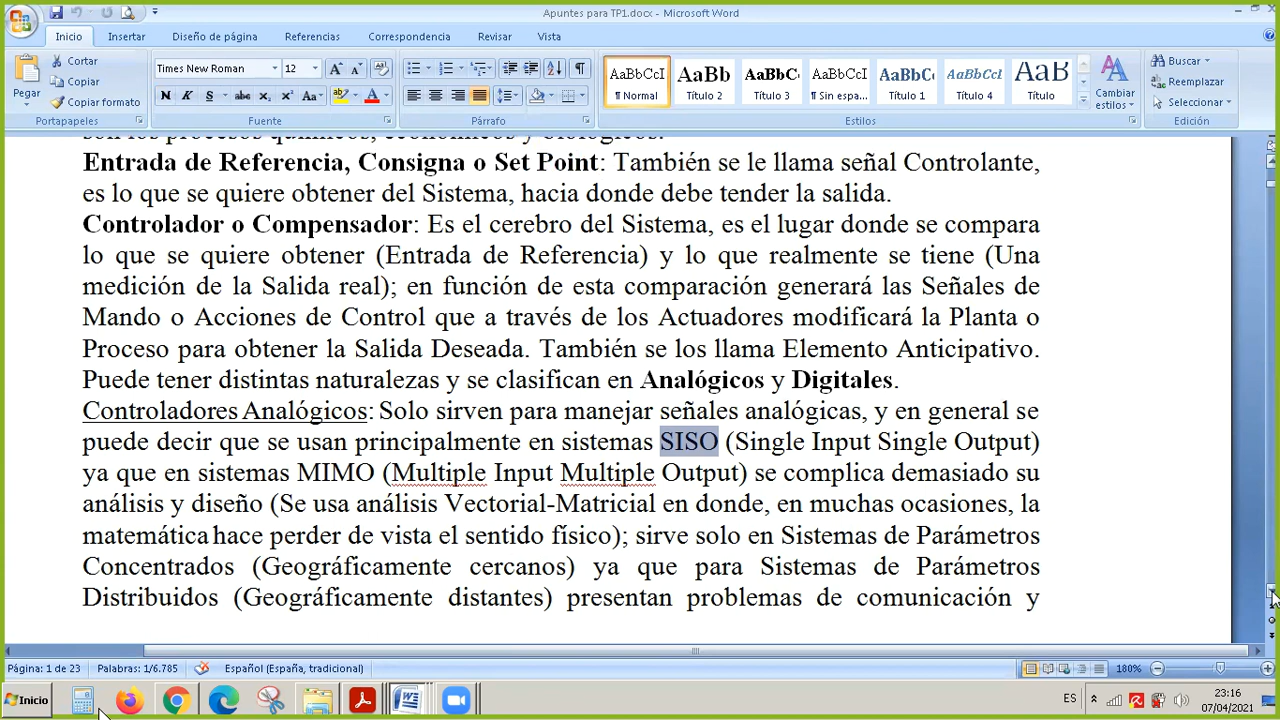 Apuntes para TP1.docx - Microsoft Word
Inicio Insertar Diseño de página Referencias Correspondencia Revisar Vista
Pegar
Cortar
Copiar
Copiar formato
Portapapeles
Times New Roman 12
N K S abc x₂ x² Aa
Fuente
Párrafo
AaBbCcI AaBb AaBbC AaBbCcI AaBbC AaBbCcI AaB
¶ Normal Título 2 Título 3 ¶ Sin espa... Título 1 Título 4 Título
Cambiar estilos
Estilos
Buscar
Reemplazar
Seleccionar
Edición
son los procesos químicos, económicos y biológicos.
Entrada de Referencia, Consigna o Set Point: También se le llama señal Controlante,
es lo que se quiere obtener del Sistema, hacia donde debe tender la salida.
Controlador o Compensador: Es el cerebro del Sistema, es el lugar donde se compara
lo que se quiere obtener (Entrada de Referencia) y lo que realmente se tiene (Una
medición de la Salida real); en función de esta comparación generará las Señales de
Mando o Acciones de Control que a través de los Actuadores modificará la Planta o
Proceso para obtener la Salida Deseada. También se los llama Elemento Anticipativo.
Puede tener distintas naturalezas y se clasifican en Analógicos y Digitales.
Controladores Analógicos: Solo sirven para manejar señales analógicas, y en general se
puede decir que se usan principalmente en sistemas SISO (Single Input Single Output)
ya que en sistemas MIMO (Multiple Input Multiple Output) se complica demasiado su
análisis y diseño (Se usa análisis Vectorial-Matricial en donde, en muchas ocasiones, la
matemática hace perder de vista el sentido físico); sirve solo en Sistemas de Parámetros
Concentrados (Geográficamente cercanos) ya que para Sistemas de Parámetros
Distribuidos (Geográficamente distantes) presentan problemas de comunicación y
Página: 1 de 23 Palabras: 1/6.785 Español (España, tradicional) 180%
Inicio ES 23:16
07/04/2021